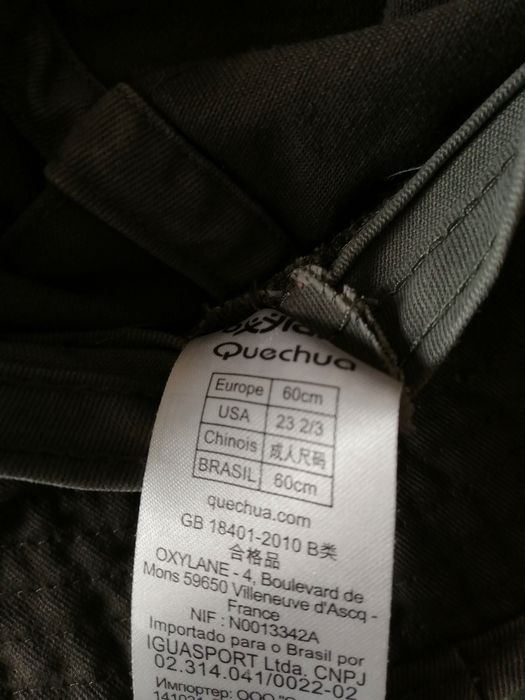 Quechua
Europe 60cm
USA 23 2/3
Chinois 成人尺码
BRASIL 60cm
quechua.com
GB 18401-2010 B类
合格品
OXYLANE - 4, Boulevard de
Mons 59650 Villeneuve d'Ascq -
France
NIF : N0013342A
Importado para o Brasil por
IGUASPORT Ltda, CNPJ
02.314.041/0022-02
Импортер: ООО